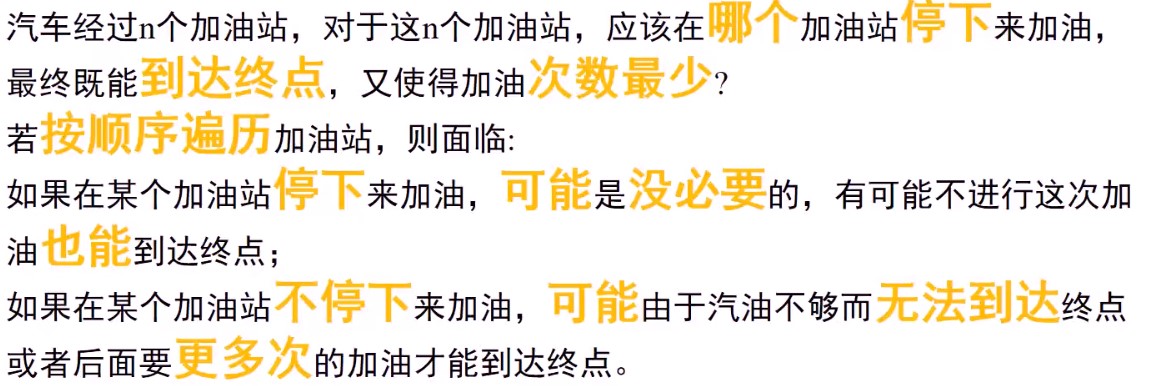 汽车经过n个加油站，对于这n个加油站，应该在哪个加油站停下来加油，
最终既能到达终点，又使得加油次数最少?
若按顺序遍历加油站，则面临:
如果在某个加油站停下来加油，可能是没必要的，有可能不进行这次加
油也能到达终点；
如果在某个加油站不停下来加油，可能由于汽油不够而无法到达终点
或者后面要更多次的加油才能到达终点。